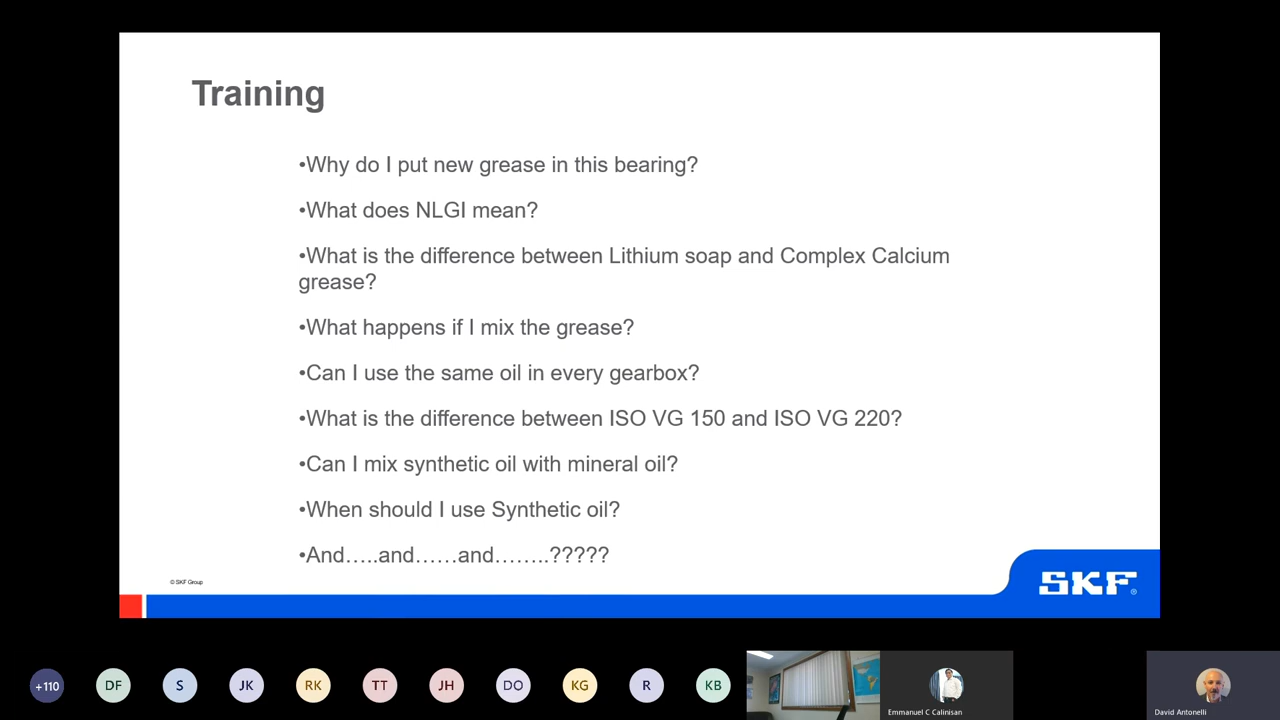 Training
•Why do I put new grease in this bearing?
•What does NLGI mean?
•What is the difference between Lithium soap and Complex Calcium
grease?
•What happens if I mix the grease?
•Can I use the same oil in every gearbox?
•What is the difference between ISO VG 150 and ISO VG 220?
•Can I mix synthetic oil with mineral oil?
•When should I use Synthetic oil?
•And…..and……and……..?????
© SKF Group
SKF®
+110
DF
S
JK
RK
TT
JH
DO
KG
R
KB
Emmanuel C Calinisan
David Antonelli